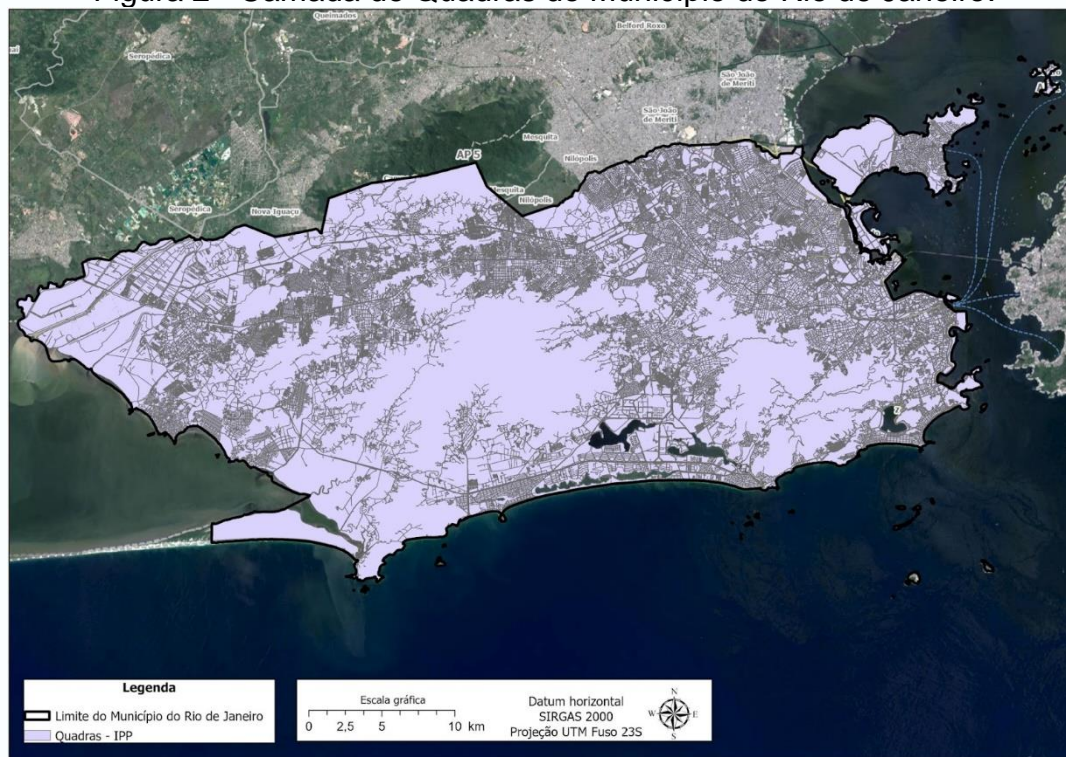 Figura 2 - Camada de Quadras do Município do Rio de Janeiro.
Queimados
Belford Roxo
Seropédica
São-João
de Meriti
São-João
de Meriti
Mesquita
AP 5
Nilópolis
Mesquita
Nilópolis
Seropédica
Nova Iguaçu
Legenda
Limite do Município do Rio de Janeiro
Quadras - IPP
Escala gráfica
0 2,5 5 10 km
Datum horizontal
SIRGAS 2000
Projeção UTM Fuso 23S
N
W E
S